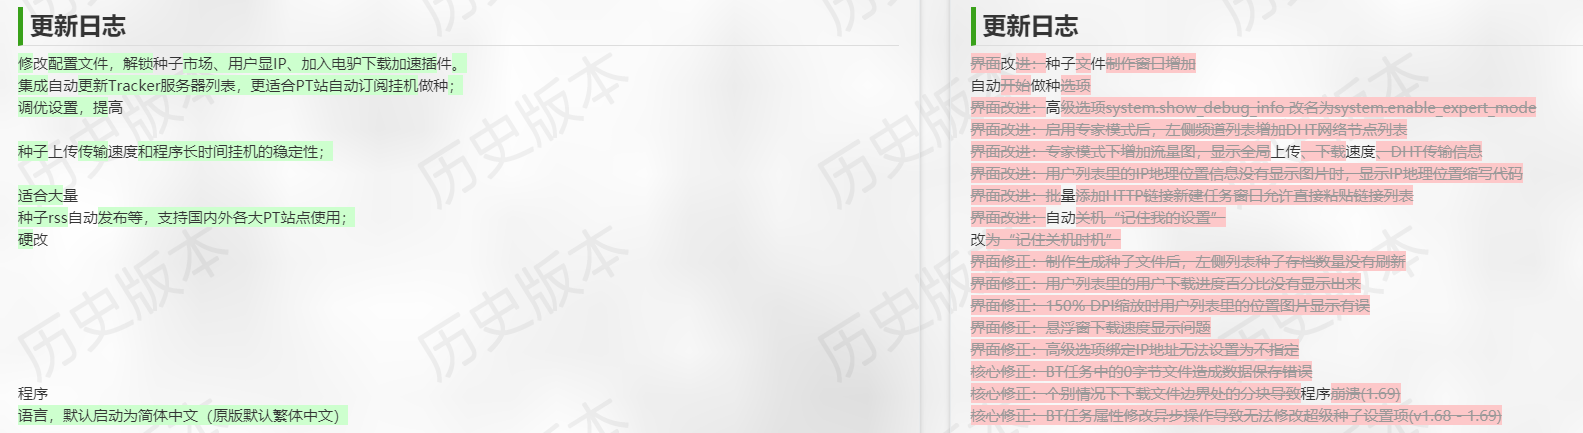 更新日志
修改配置文件，解锁种子市场、用户显IP、加入电驴下载加速插件。
集成自动更新Tracker服务器列表，更适合PT站自动订阅挂机做种；
调优设置，提高
种子上传传输速度和程序长时间挂机的稳定性；
适合大量
种子rss自动发布等，支持国内外各大PT站点使用；
硬改
程序
语言，默认启动为简体中文（原版默认繁体中文）
更新日志
界面改进：种子文件制作窗口增加
自动开始做种选项
界面改进：高级选项system.show_debug_info 改名为system.enable_expert_mode
界面改进：启用专家模式后，左侧频道列表增加DHT网络节点列表
界面改进：专家模式下增加流量图，显示全局上传、下载速度、DHT传输信息
界面改进：用户列表里的IP地理位置信息没有显示图片时，显示IP地理位置缩写代码
界面改进：批量添加HTTP链接新建任务窗口允许直接粘贴链接列表
界面改进：自动关机“记住我的设置”
改为“记住关机时机”
界面修正：制作生成种子文件后，左侧列表种子存档数量没有刷新
界面修正：用户列表里的用户下载进度百分比没有显示出来
界面修正：150% DPI缩放时用户列表里的位置图片显示有误
界面修正：悬浮窗下载速度显示问题
界面修正：高级选项绑定IP地址无法设置为不指定
核心修正：BT任务中的0字节文件造成数据保存错误
核心修正：个别情况下下载文件边界处的分块导致程序崩溃(1.69)
核心修正：BT任务属性修改异步操作导致无法修改超级种子设置项(v1.68 - 1.69)
历史版本
历史版本
历史版本
历史版本
历史版本
历史版本
历史版本
历史版本